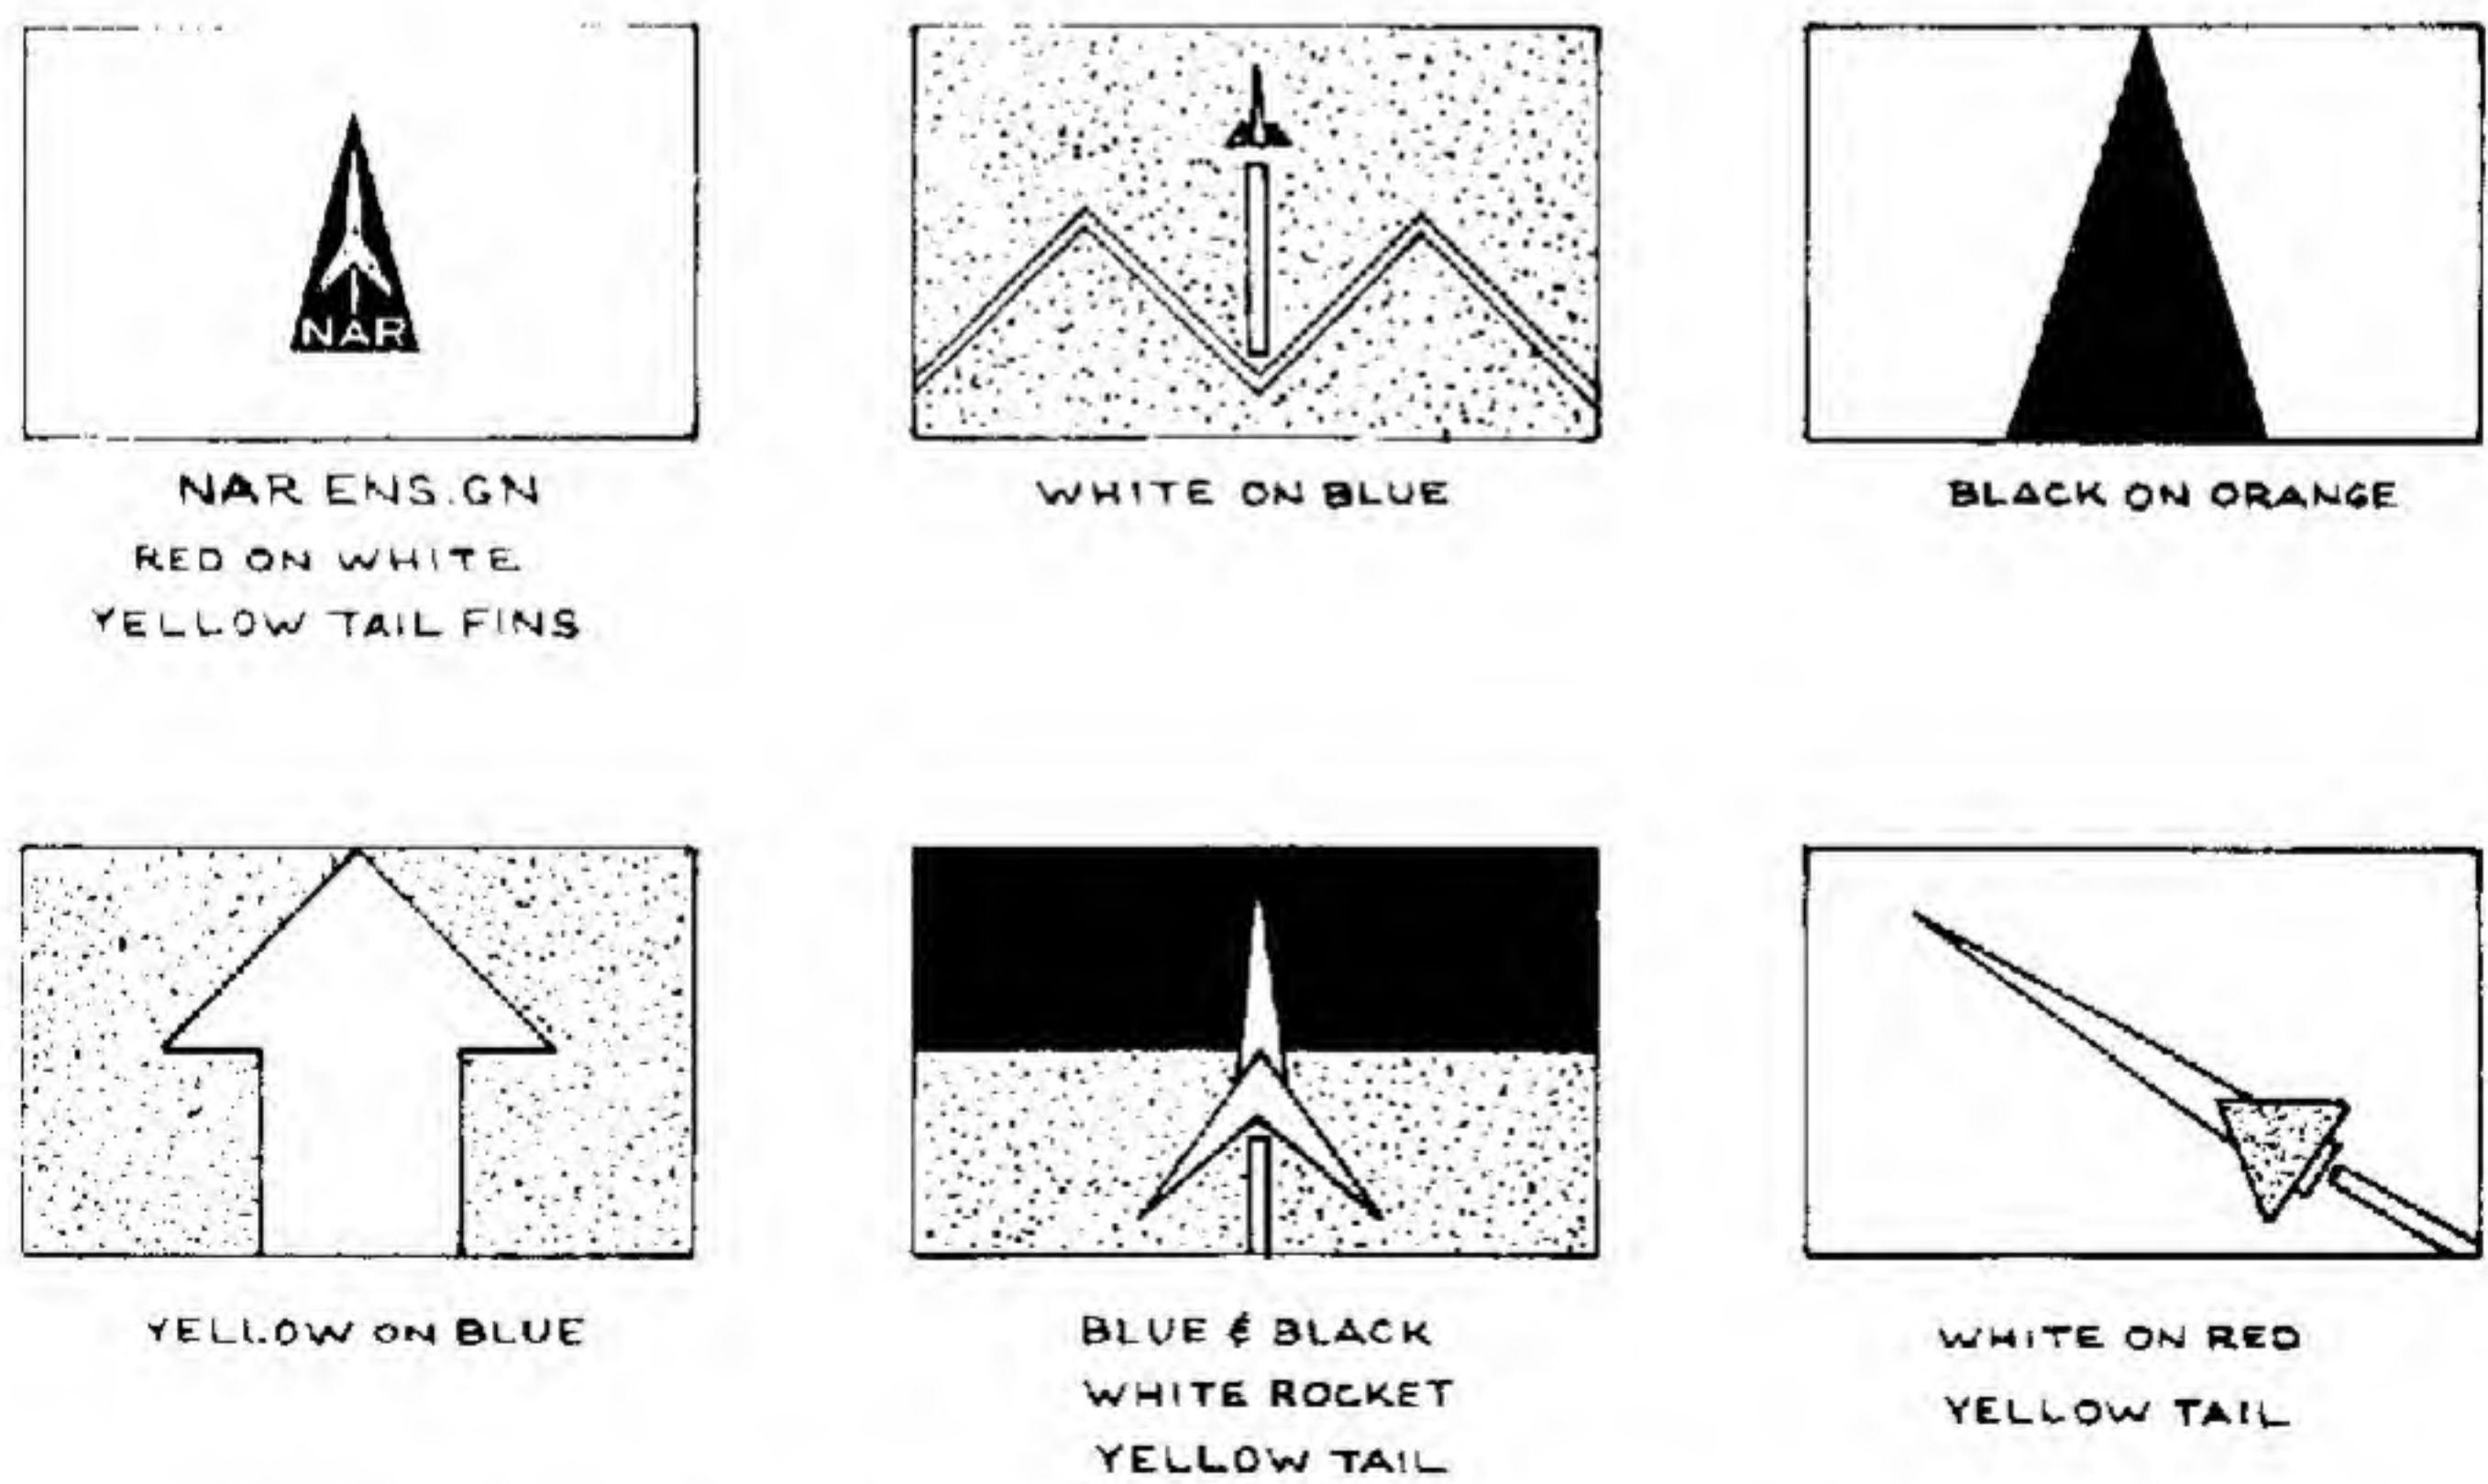 NAR
NAR ENS.GN
RED ON WHITE
YELLOW TAIL FINS
WHITE ON BLUE
BLACK ON ORANGE
YELLOW ON BLUE
BLUE & BLACK
WHITE ROCKET
YELLOW TAIL
WHITE ON RED
YELLOW TAIL